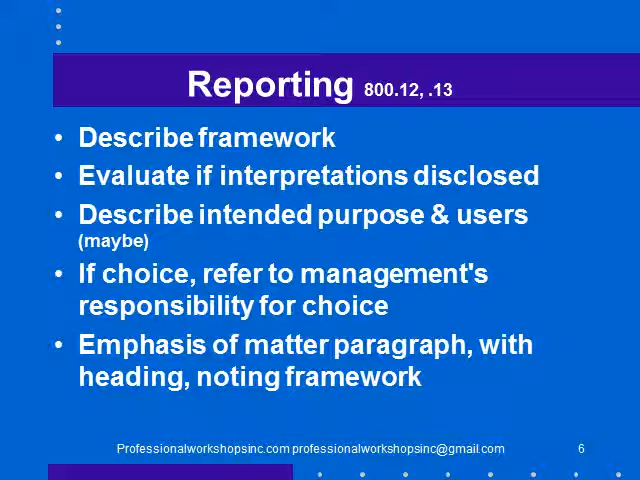 Reporting 800.12, .13
• Describe framework
• Evaluate if interpretations disclosed
• Describe intended purpose & users
(maybe)
• If choice, refer to management's
responsibility for choice
• Emphasis of matter paragraph, with
heading, noting framework
Professionalworkshopsinc.com professionalworkshopsinc@gmail.com 6